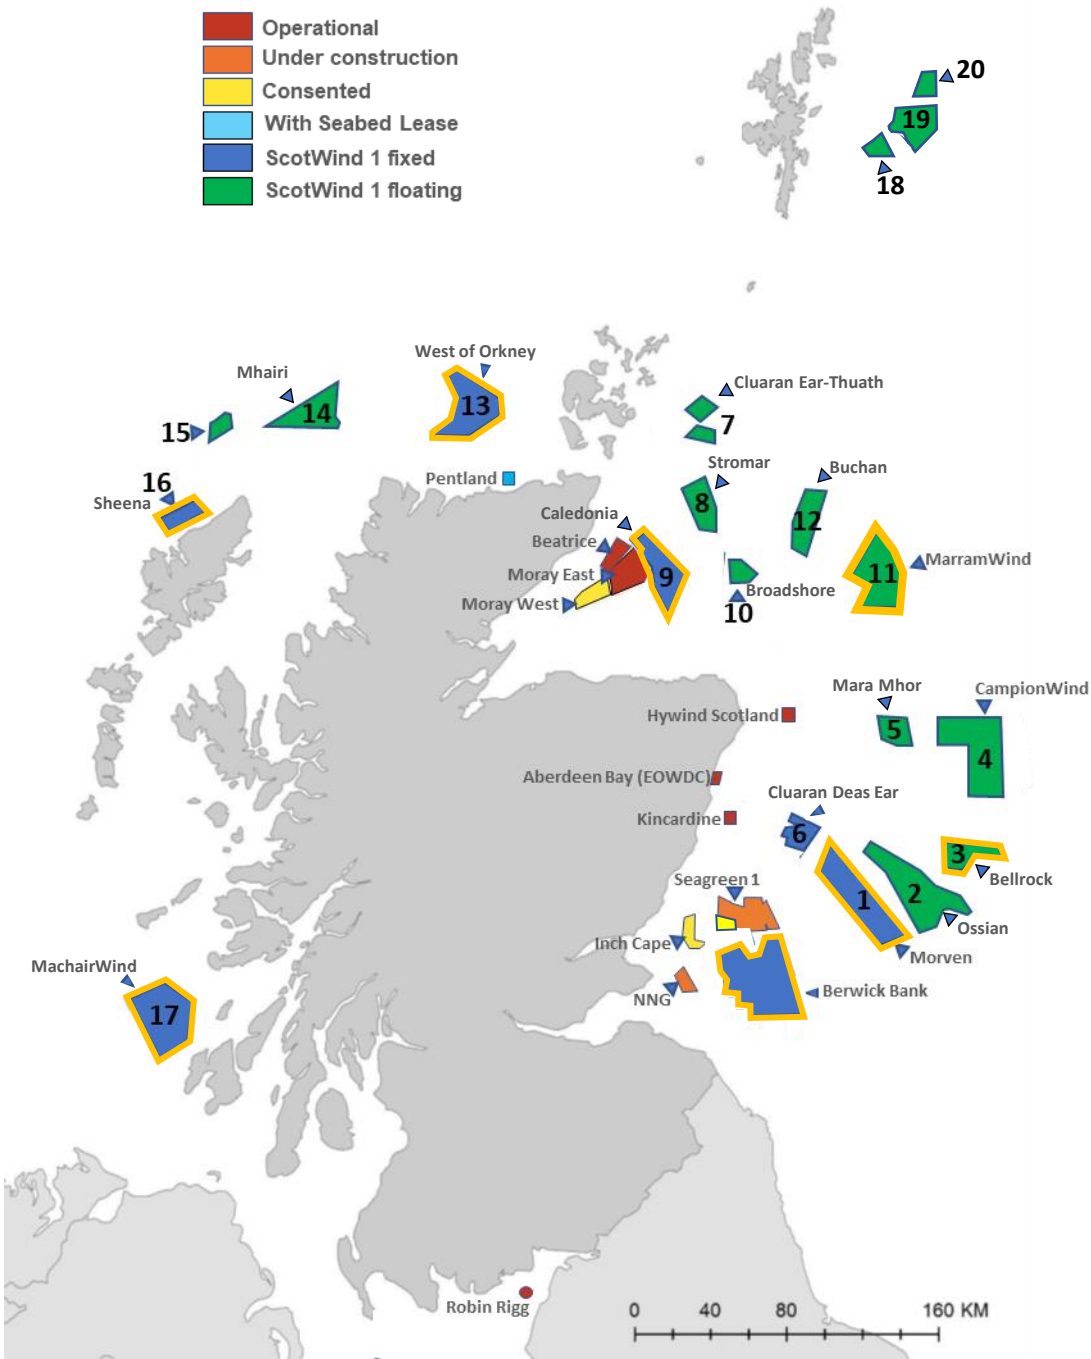 Operational
Under construction
Consented
With Seabed Lease
ScotWind 1 fixed
ScotWind 1 floating
20
19
18
West of Orkney
Mhairi
13
14
15
Cluaran Ear-Thuath
7
16
Sheena
Pentland
Stromar
8
Buchan
12
Caledonia
Beatrice
Moray East
Moray West
9
Broadshore
10
11
MarramWind
Mara Mhor
5
CampionWind
4
Hywind Scotland
Aberdeen Bay (EOWDC)
Kincardine
Cluaran Deas Ear
6
3
Bellrock
Seagreen 1
1
2
Ossian
Morven
Inch Cape
NNG
Berwick Bank
MachairWind
17
Robin Rigg
0 40 80 160 KM